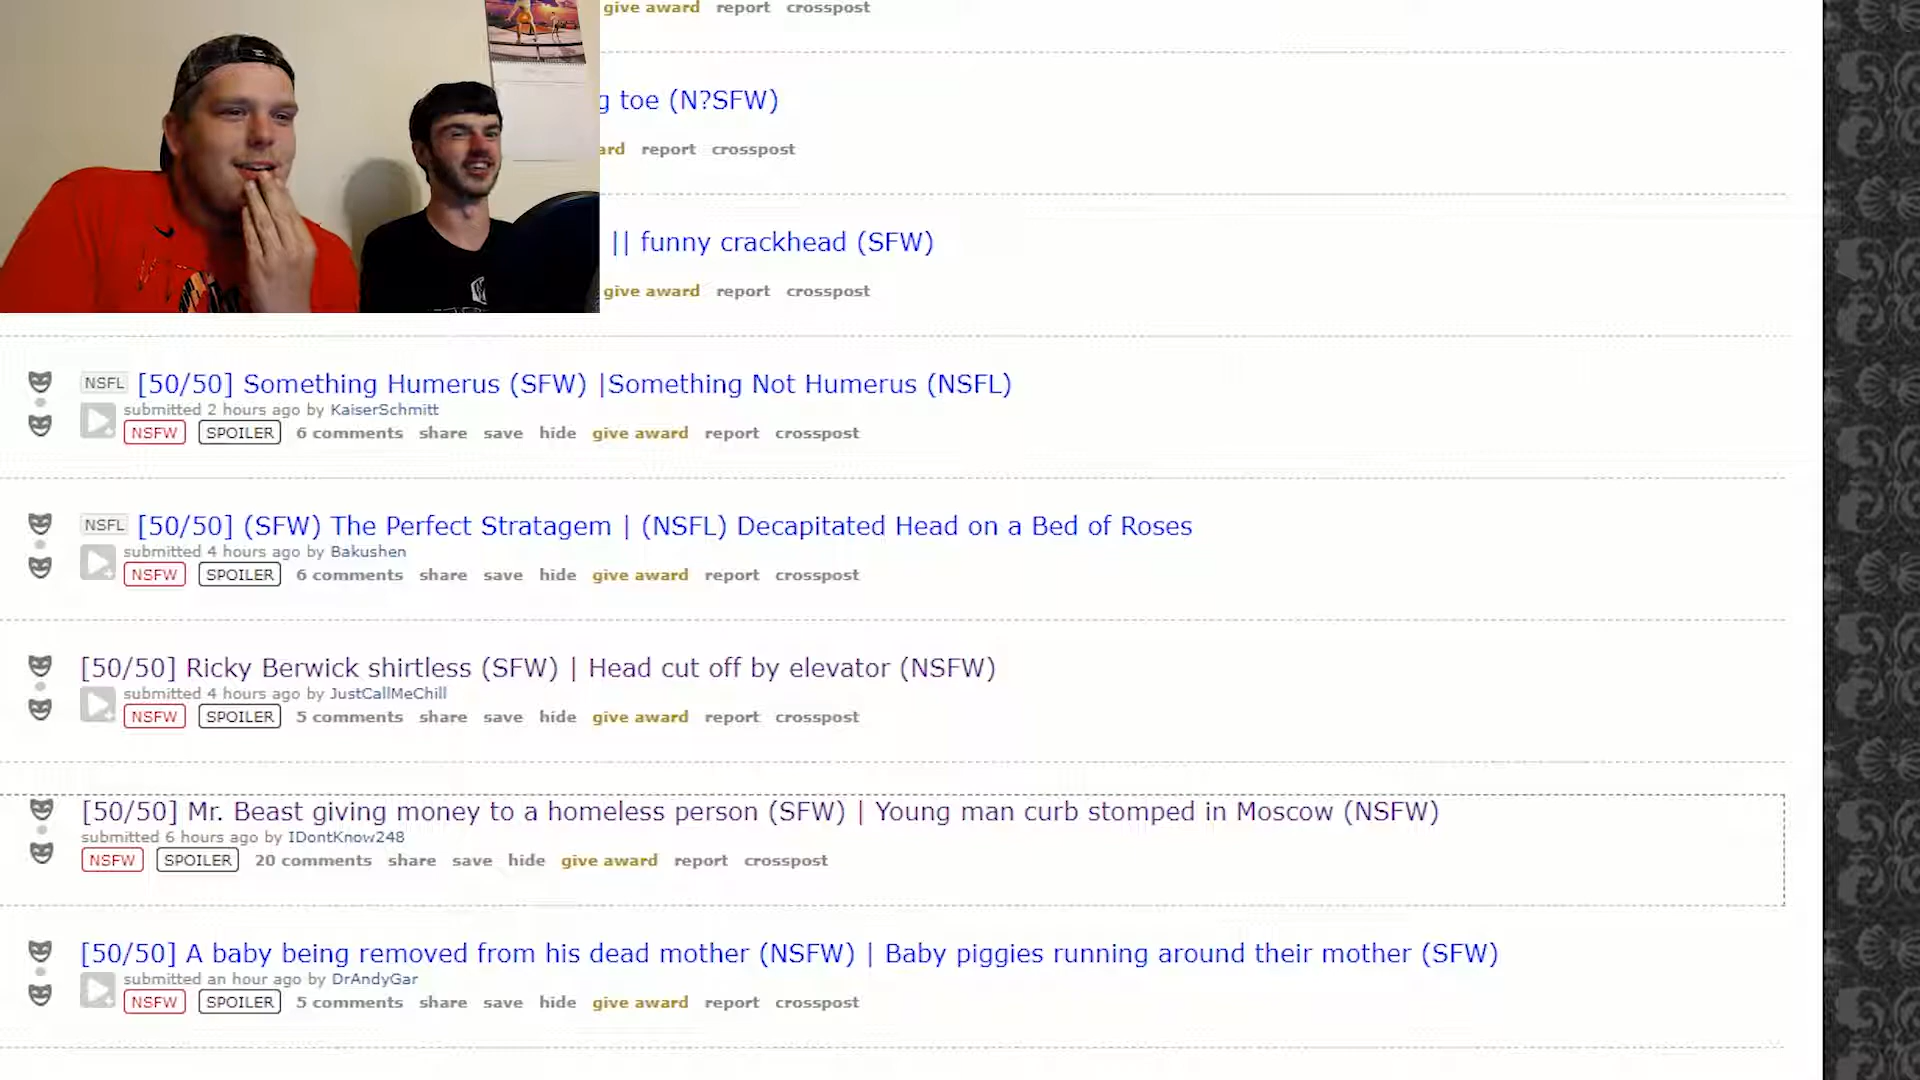 give award report crosspost
g toe (N?SFW)
ard report crosspost
|| funny crackhead (SFW)
give award report crosspost
NSFL [50/50] Something Humerus (SFW) |Something Not Humerus (NSFL)
submitted 2 hours ago by KaiserSchmitt
NSFW SPOILER 6 comments share save hide give award report crosspost
NSFL [50/50] (SFW) The Perfect Stratagem | (NSFL) Decapitated Head on a Bed of Roses
submitted 4 hours ago by Bakushen
NSFW SPOILER 6 comments share save hide give award report crosspost
[50/50] Ricky Berwick shirtless (SFW) | Head cut off by elevator (NSFW)
submitted 4 hours ago by JustCallMeChill
NSFW SPOILER 5 comments share save hide give award report crosspost
[50/50] Mr. Beast giving money to a homeless person (SFW) | Young man curb stomped in Moscow (NSFW)
submitted 6 hours ago by IDontKnow248
NSFW SPOILER 20 comments share save hide give award report crosspost
[50/50] A baby being removed from his dead mother (NSFW) | Baby piggies running around their mother (SFW)
submitted an hour ago by DrAndyGar
NSFW SPOILER 5 comments share save hide give award report crosspost